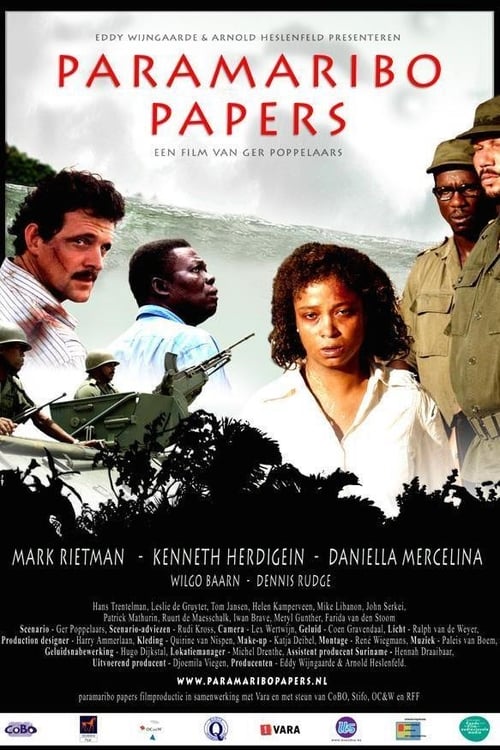 EDDY WIJNGAARDE & ARNOLD HESLENFELD PRESENTEREN
PARAMARIBO
PAPERS
EEN FILM VAN GER POPPELAARS
MARK RIETMAN - KENNETH HERDIGEIN - DANIELLA MERCELINA
WILGO BAARN - DENNIS RUDGE
Hans Trentelman, Leslie de Gruyter, Tom Jansen, Helen Kamperveen, Mike Libanon, John Serkei,
Patrick Mathurin, Ruurt de Maesschalk, Iwan Brave, Meryl Gunther, Farida van den Stoom
Scenario - Ger Poppelaars, Scenario-adviezen - Rudi Kross, Camera - Lex Wertwijn, Geluid - Coen Gravendaal, Licht - Ralph van de Weyer,
Production designer - Harry Ammerlaan, Kleding - Quirine van Nispen, Make-up - Katja Deibel, Montage - René Wiegmans, Muziek - Paleis van Boem,
Geluidsnabewerking - Hugo Dijkstal, Lokatiemanager - Michel Drenthe, Assistent producent Suriname - Hennah Draaibaar,
Uitvoerend producent - Djoemila Viegen, Producenten - Eddy Wijngaarde & Arnold Heslenfeld.
WWW.PARAMARIBOPAPERS.NL
paramaribo papers filmproductie in samenwerking met Vara en met steun van CoBO, Stifo, OC&W en RFF
CoBO
OCenW
Q
VARA